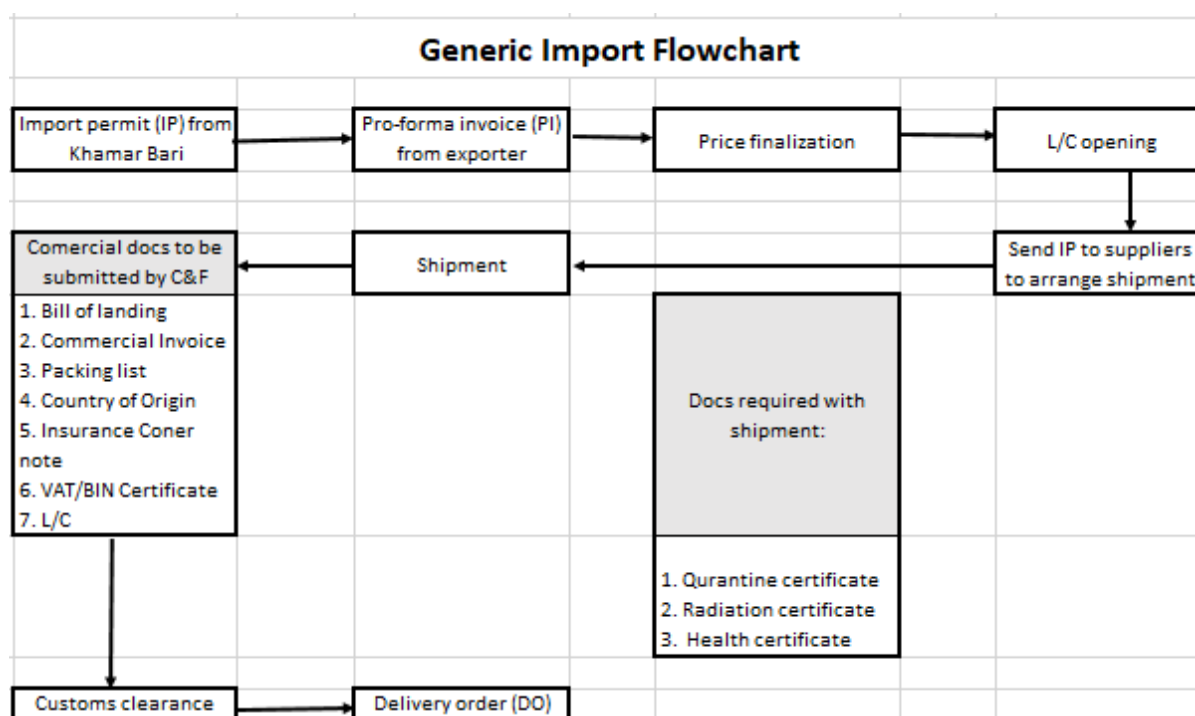 Generic Import Flowchart
Import permit (IP) from
Khamar Bari
Pro-forma invoice (PI)
from exporter
Price finalization
L/C opening
Send IP to suppliers
to arrange shipment
Shipment
Comercial docs to be
submitted by C&F
1. Bill of landing
2. Commercial Invoice
3. Packing list
4. Country of Origin
5. Insurance Coner
note
6. VAT/BIN Certificate
7. L/C
Docs required with
shipment:
1. Qurantine certificate
2. Radiation certificate
3. Health certificate
Customs clearance
Delivery order (DO)